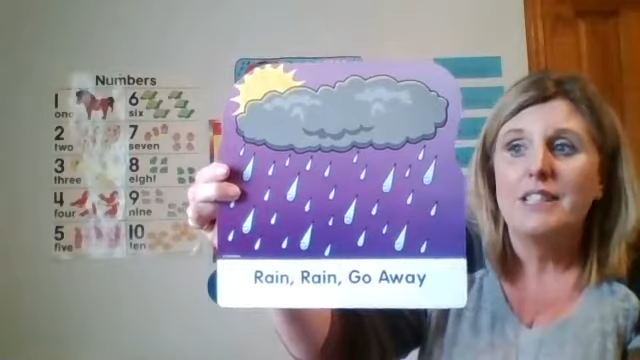 Numbers
1
one
2
two
3
three
4
four
5
five
6
six
7
seven
8
eight
9
nine
10
ten
Rain, Rain, Go Away